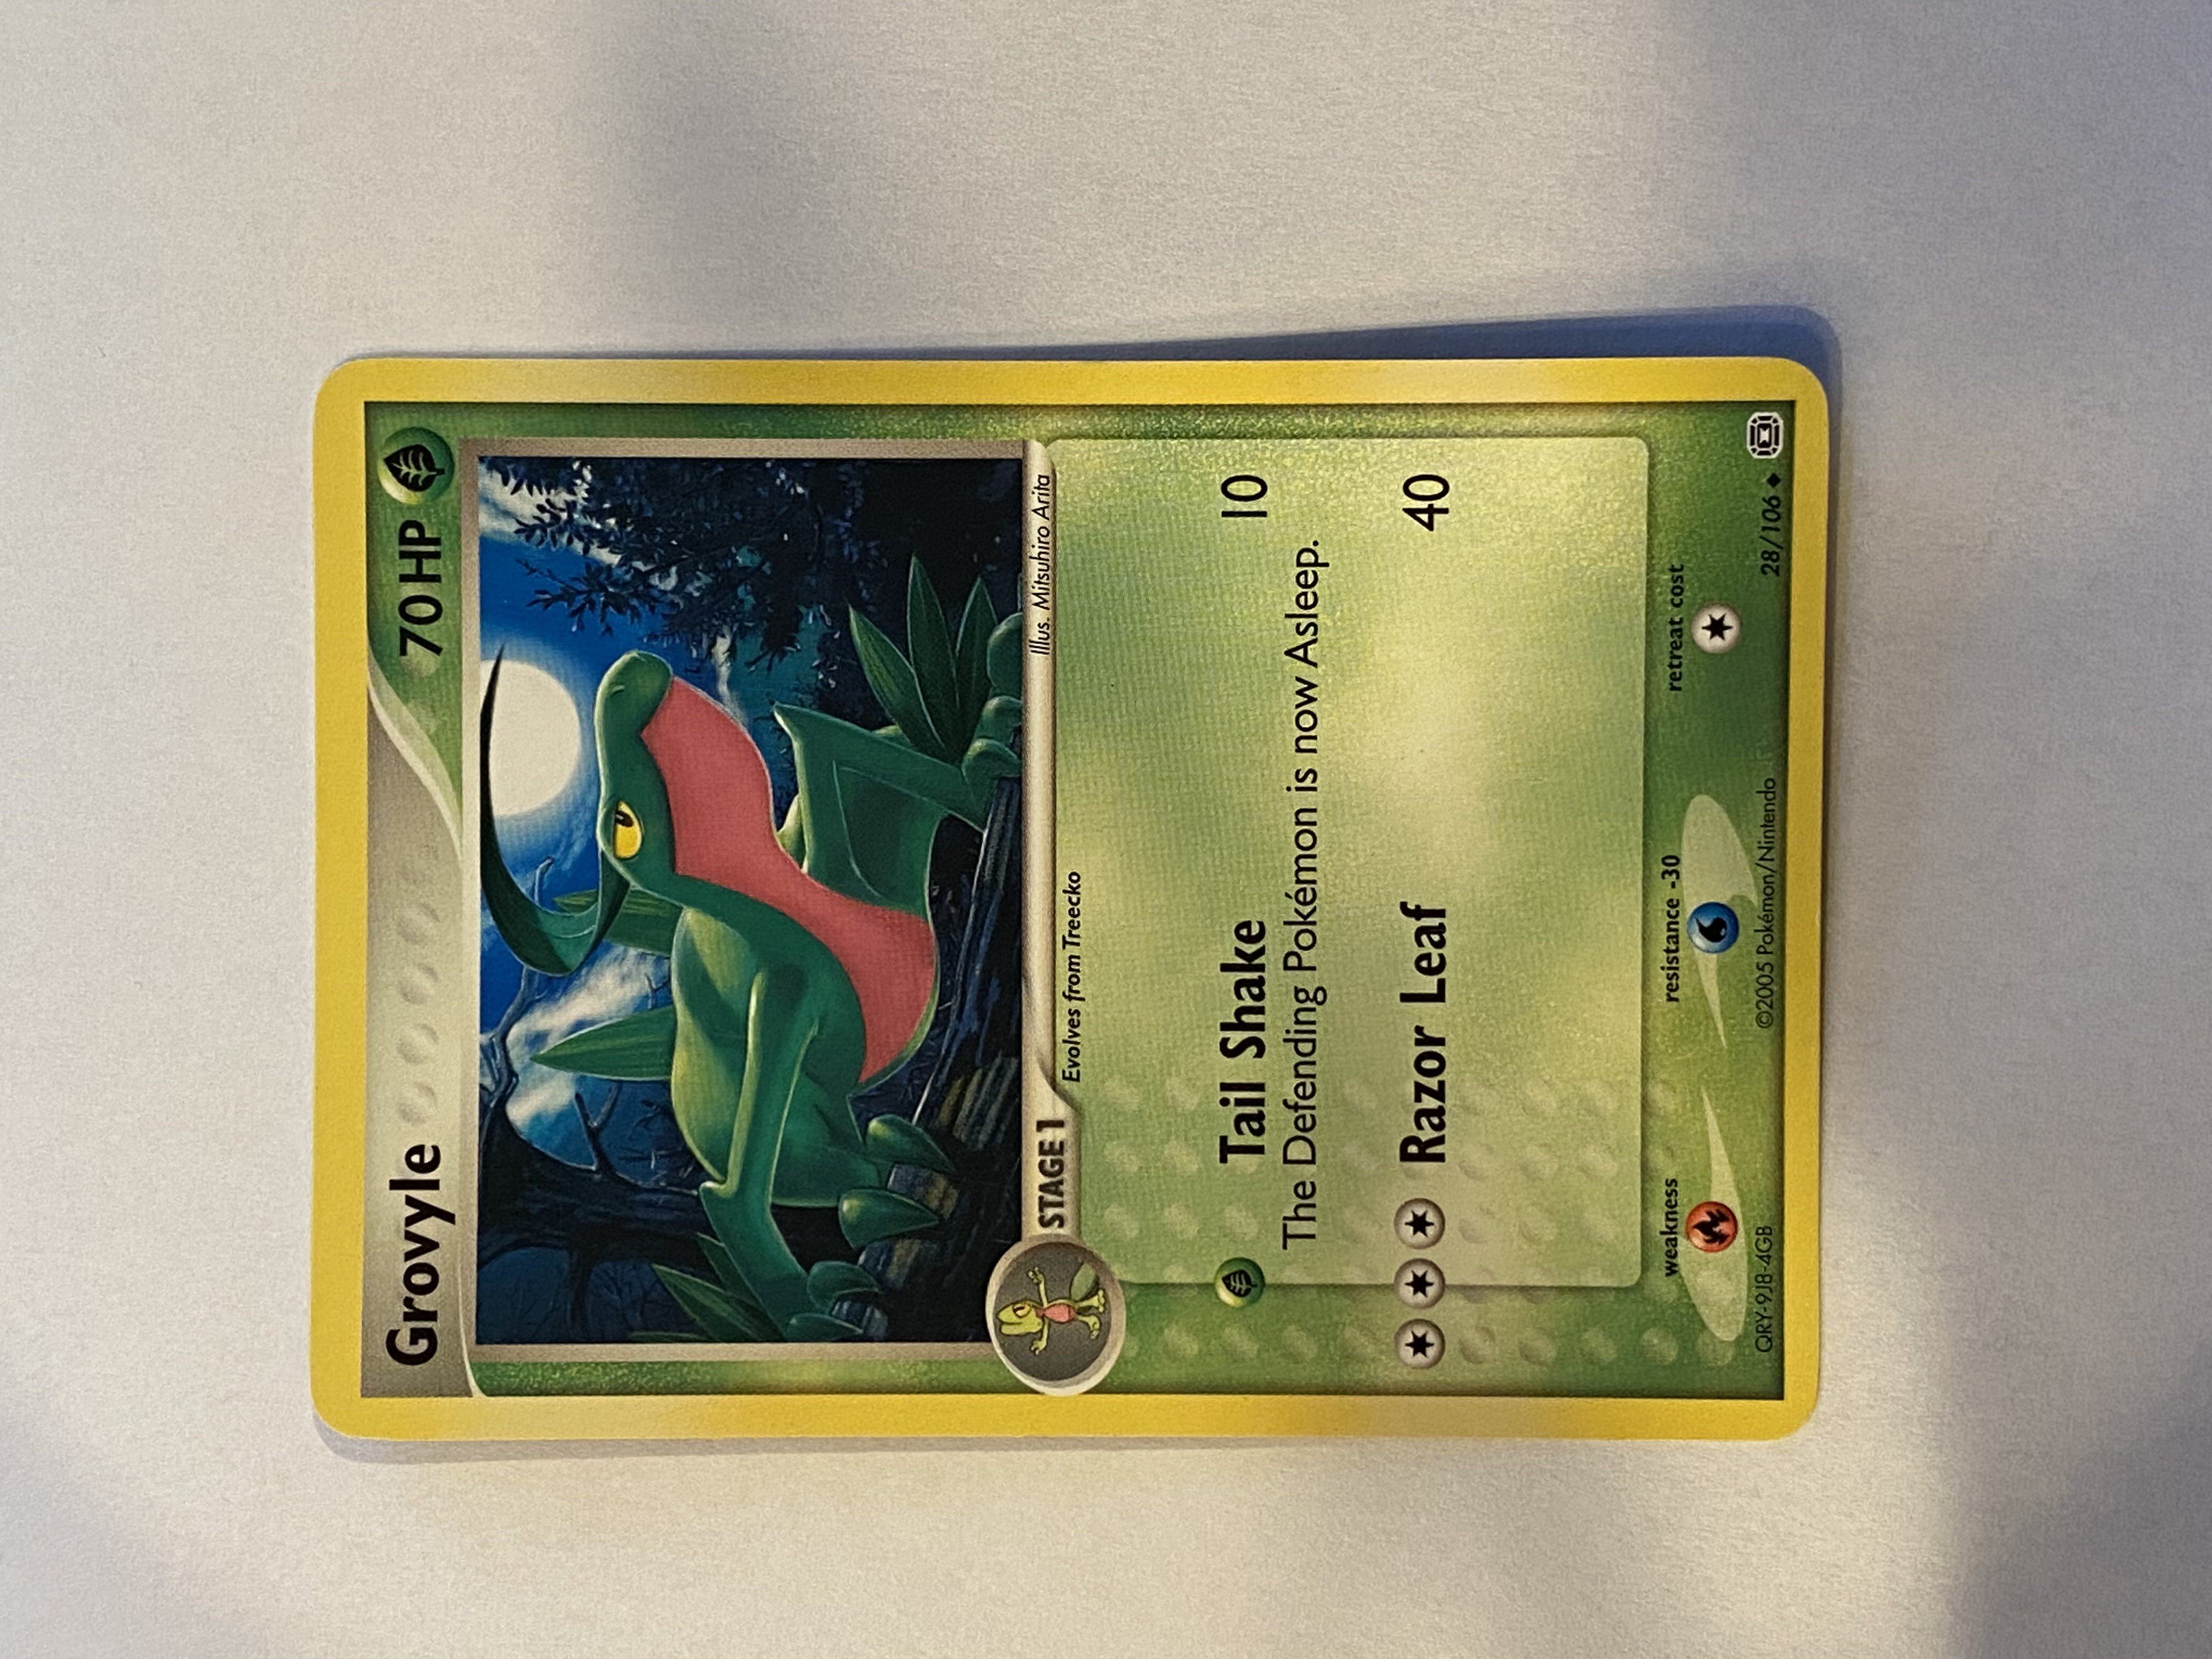 Grovyle 70 HP
Illus. Mitsuhiro Arita
STAGE 1
Evolves from Treecko
Tail Shake 10
The Defending Pokémon is now Asleep.
Razor Leaf 40
weakness resistance -30 retreat cost
QRY-9J8-4GB ©2005 Pokémon/Nintendo 28/106